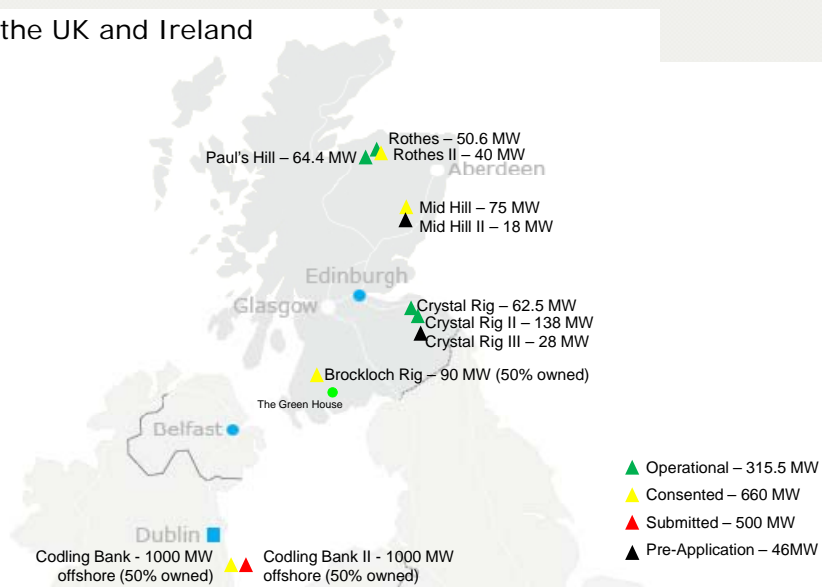 the UK and Ireland
Rothes – 50.6 MW
Paul's Hill – 64.4 MW
Rothes II – 40 MW
Aberdeen
Mid Hill – 75 MW
Mid Hill II – 18 MW
Edinburgh
Glasgow
Crystal Rig – 62.5 MW
Crystal Rig II – 138 MW
Crystal Rig III – 28 MW
Brockloch Rig – 90 MW (50% owned)
The Green House
Belfast
Operational – 315.5 MW
Consented – 660 MW
Submitted – 500 MW
Pre-Application – 46MW
Dublin
Codling Bank - 1000 MW
offshore (50% owned)
Codling Bank II - 1000 MW
offshore (50% owned)